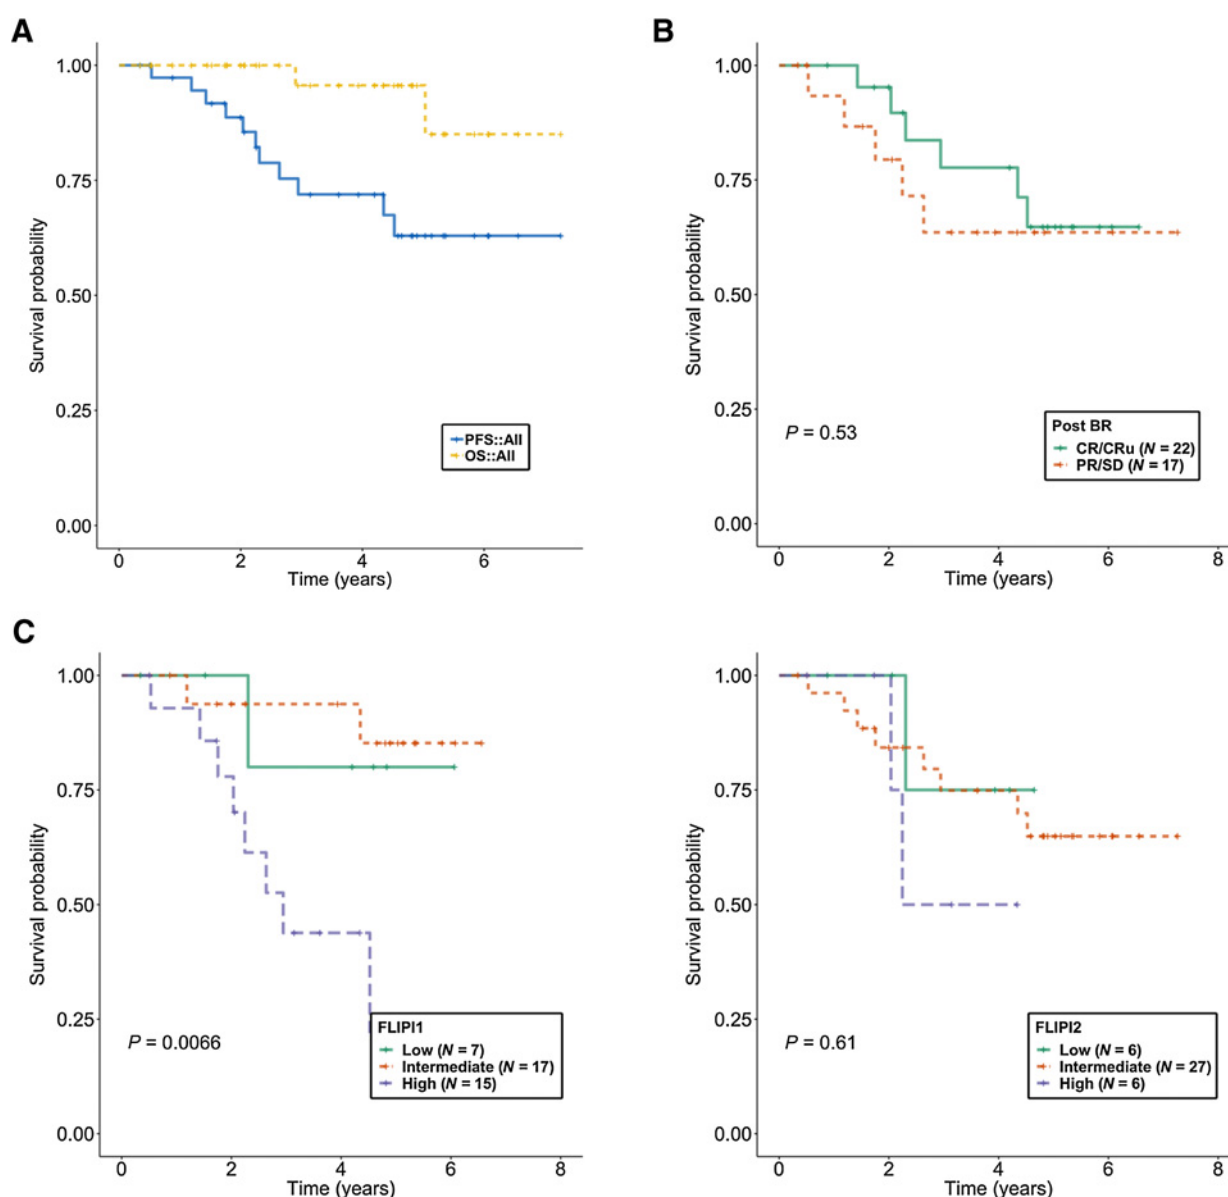 A
1.00
0.75
0.50
0.25
0.00
Survival probability
0 2 4 6
Time (years)
PFS::All
OS::All
B
1.00
0.75
0.50
0.25
0.00
Survival probability
P = 0.53
Post BR
CR/CRu (N = 22)
PR/SD (N = 17)
0 2 4 6 8
Time (years)
C
1.00
0.75
0.50
0.25
0.00
Survival probability
P = 0.0066
FLIPI1
Low (N = 7)
Intermediate (N = 17)
High (N = 15)
0 2 4 6 8
Time (years)
1.00
0.75
0.50
0.25
0.00
Survival probability
P = 0.61
FLIPI2
Low (N = 6)
Intermediate (N = 27)
High (N = 6)
0 2 4 6 8
Time (years)